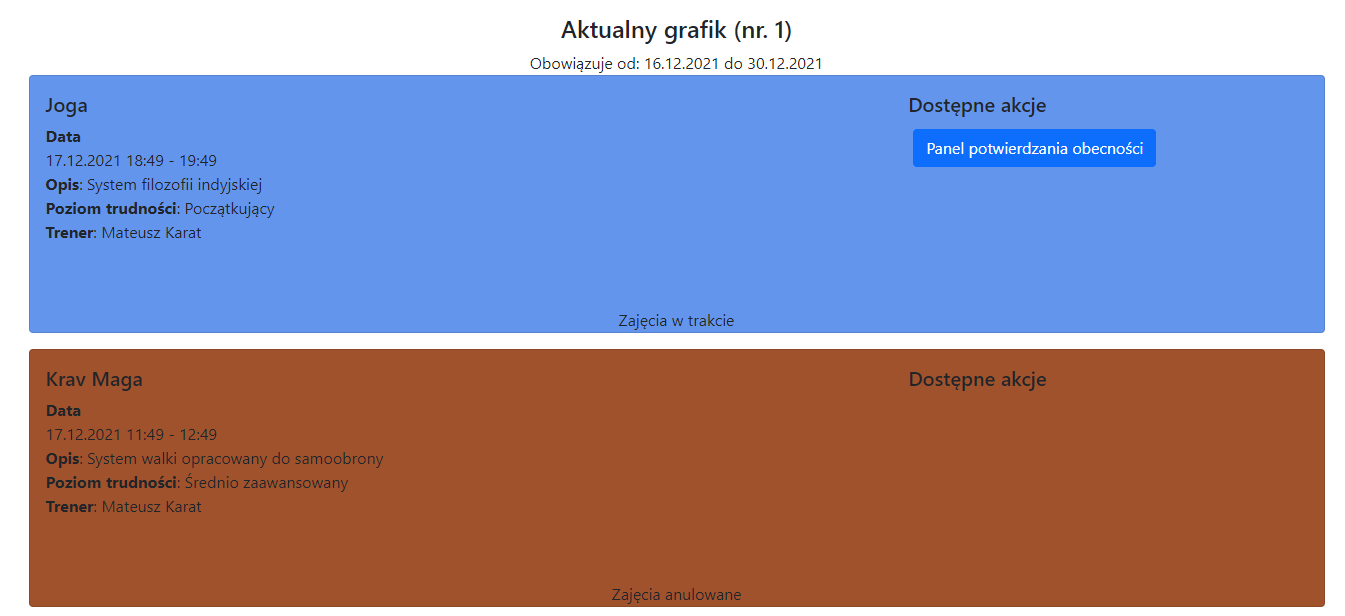 Aktualny grafik (nr. 1)
Obowiązuje od: 16.12.2021 do 30.12.2021
Joga
Data
17.12.2021 18:49 - 19:49
Opis: System filozofii indyjskiej
Poziom trudności: Początkujący
Trener: Mateusz Karat
Dostępne akcje
Panel potwierdzania obecności
Zajęcia w trakcie
Krav Maga
Data
17.12.2021 11:49 - 12:49
Opis: System walki opracowany do samoobrony
Poziom trudności: Średnio zaawansowany
Trener: Mateusz Karat
Dostępne akcje
Zajęcia anulowane